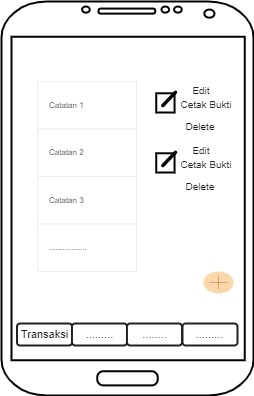 Edit
Catatan 1
Cetak Bukti
Delete
Edit
Catatan 2
Cetak Bukti
Delete
Catatan 3
................
Transaksi
.........
........
.........